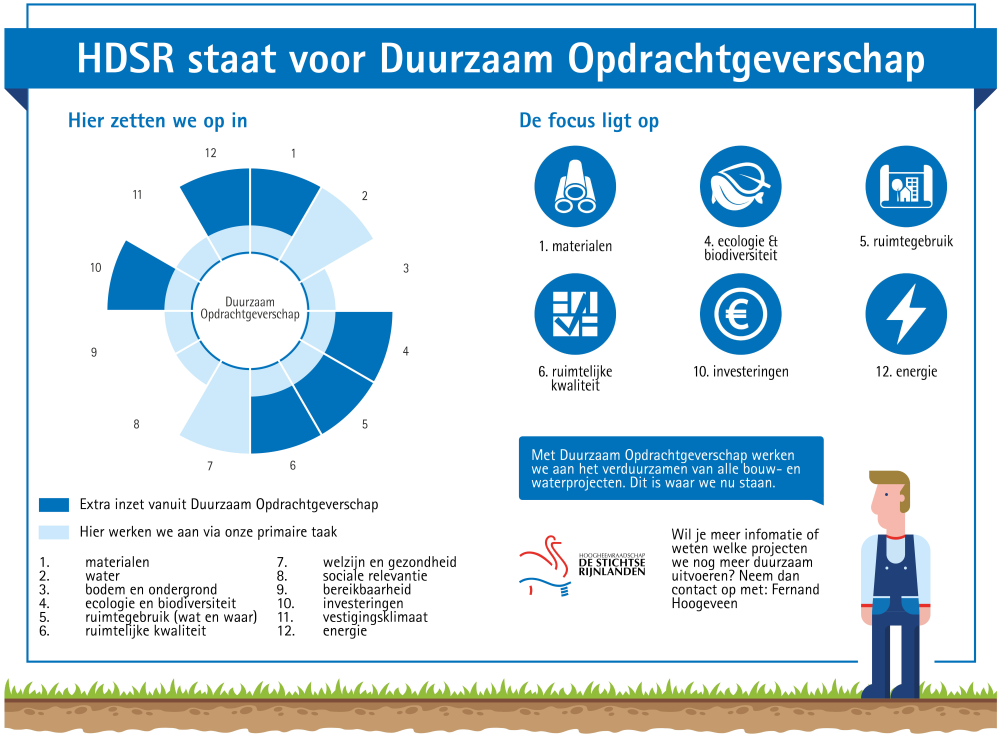 HDSR staat voor Duurzaam Opdrachtgeverschap
Hier zetten we op in
12
1
11
2
10
3
Duurzaam
Opdrachtgeverschap
9
4
8
5
7
6
Extra inzet vanuit Duurzaam Opdrachtgeverschap
Hier werken we aan via onze primaire taak
1. materialen
2. water
3. bodem en ondergrond
4. ecologie en biodiversiteit
5. ruimtegebruik (wat en waar)
6. ruimtelijke kwaliteit
7. welzijn en gezondheid
8. sociale relevantie
9. bereikbaarheid
10. investeringen
11. vestigingsklimaat
12. energie
De focus ligt op
1. materialen
4. ecologie &
biodiversiteit
5. ruimtegebruik
6. ruimtelijke
kwaliteit
€
10. investeringen
12. energie
Met Duurzaam Opdrachtgeverschap werken
we aan het verduurzamen van alle bouw- en
waterprojecten. Dit is waar we nu staan.
HOOGHEEMRAADSCHAP
DE STICHTSE
RIJNLANDEN
Wil je meer infomatie of
weten welke projecten
we nog meer duurzaam
uitvoeren? Neem dan
contact op met: Fernand
Hoogeveen